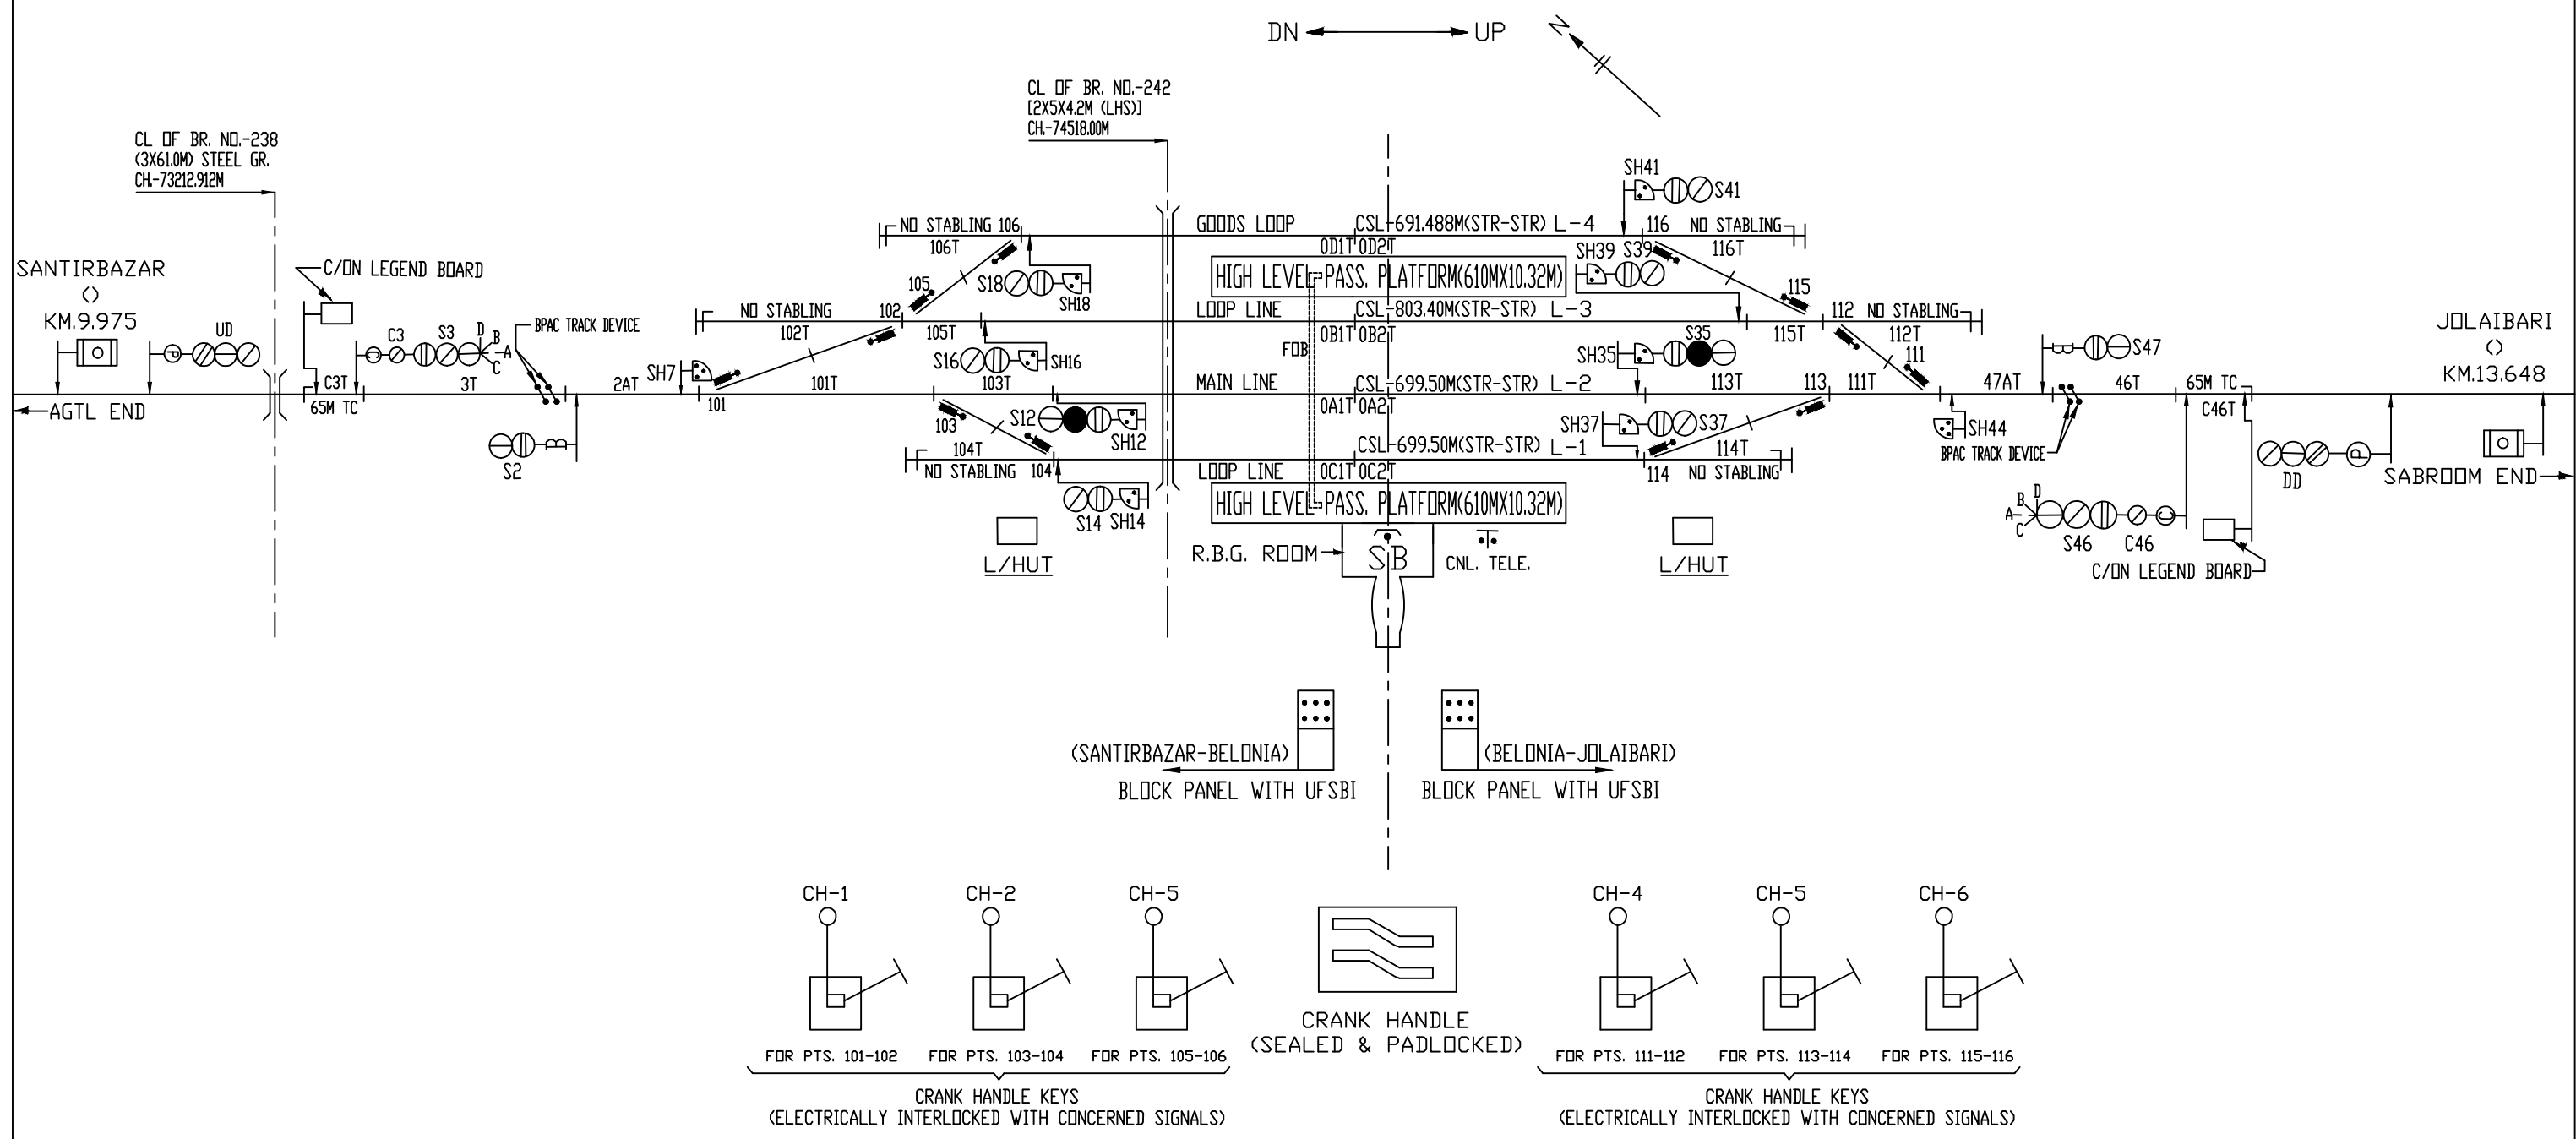 DN UP
N
CL OF BR. NO.-242
[2X5X4.2M (LHS)]
CH.-74518.00M
CL OF BR. NO.-238
(3X61.0M) STEEL GR.
CH.-73212.912M
SH41
S41
NO STABLING 106
GOODS LOOP
CSL-691.488M(STR-STR) L-4
116
NO STABLING
106T
0D1T 0D2T
116T
SANTIRBAZAR
()
KM.9.975
C/ON LEGEND BOARD
105
S18
SH18
HIGH LEVEL PASS. PLATFORM(610MX10.32M)
SH39 S39
115
NO STABLING
102
LOOP LINE
CSL-803.40M(STR-STR) L-3
112 NO STABLING
JOLAIBARI
()
KM.13.648
UD
C3
S3
D
B
A
C
BPAC TRACK DEVICE
102T
105T
0B1T 0B2T
115T
112T
P
C
FOB
S16
SH16
S35
SH35
111
B
S47
SH7
C3T
3T
2AT
101T
103T
MAIN LINE
CSL-699.50M(STR-STR) L-2
113T
113
111T
47AT
46T
65M TC
AGTL END
65M TC
101
103
S12
SH12
0A1T 0A2T
SH37
S37
SH44
C46T
S2
B
104T
CSL-699.50M(STR-STR) L-1
114T
BPAC TRACK DEVICE
P
DD
NO STABLING
104
LOOP LINE
0C1T 0C2T
114
NO STABLING
SABROOM END
S14
SH14
HIGH LEVEL PASS. PLATFORM(610MX10.32M)
A
B
D
C
S46
C46
C
L/HUT
R.B.G. ROOM
SB
CNL. TELE.
L/HUT
C/ON LEGEND BOARD
(SANTIRBAZAR-BELONIA)
(BELONIA-JOLAIBARI)
BLOCK PANEL WITH UFSBI
BLOCK PANEL WITH UFSBI
CH-1
CH-2
CH-5
CH-4
CH-5
CH-6
CRANK HANDLE
(SEALED & PADLOCKED)
FOR PTS. 101-102
FOR PTS. 103-104
FOR PTS. 105-106
FOR PTS. 111-112
FOR PTS. 113-114
FOR PTS. 115-116
CRANK HANDLE KEYS
(ELECTRICALLY INTERLOCKED WITH CONCERNED SIGNALS)
CRANK HANDLE KEYS
(ELECTRICALLY INTERLOCKED WITH CONCERNED SIGNALS)